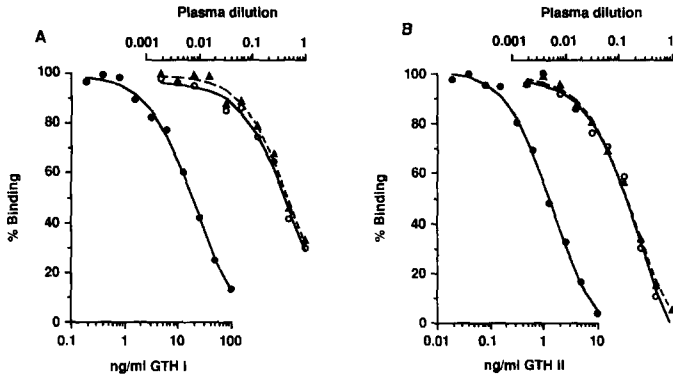 Plasma dilution
0.001 0.01 0.1 1
A
% Binding
100
80
60
40
20
0
0.1 1 10 100
ng/ml GTH I
Plasma dilution
0.001 0.01 0.1 1
B
% Binding
100
80
60
40
20
0
0.01 0.1 1 10
ng/ml GTH II